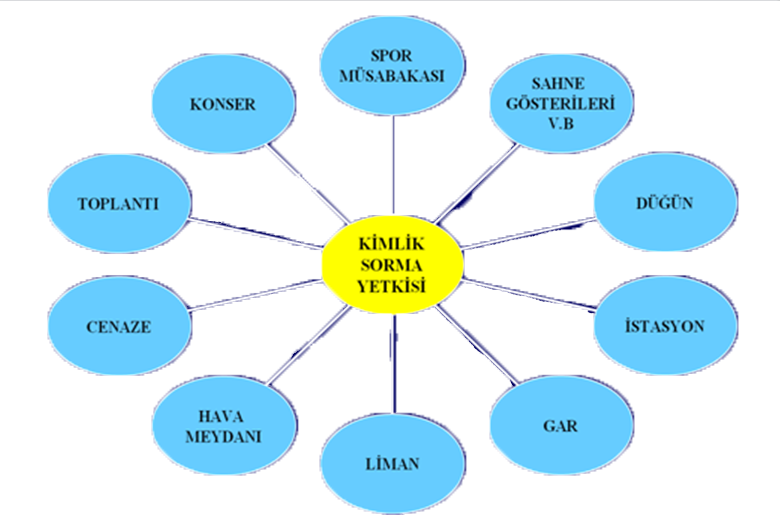 SPOR
MÜSABAKASI
SAHNE
GÖSTERİLERİ
V.B
KONSER
TOPLANTI
DÜĞÜN
KİMLİK
SORMA
YETKİSİ
CENAZE
İSTASYON
HAVA
MEYDANI
GAR
LİMAN